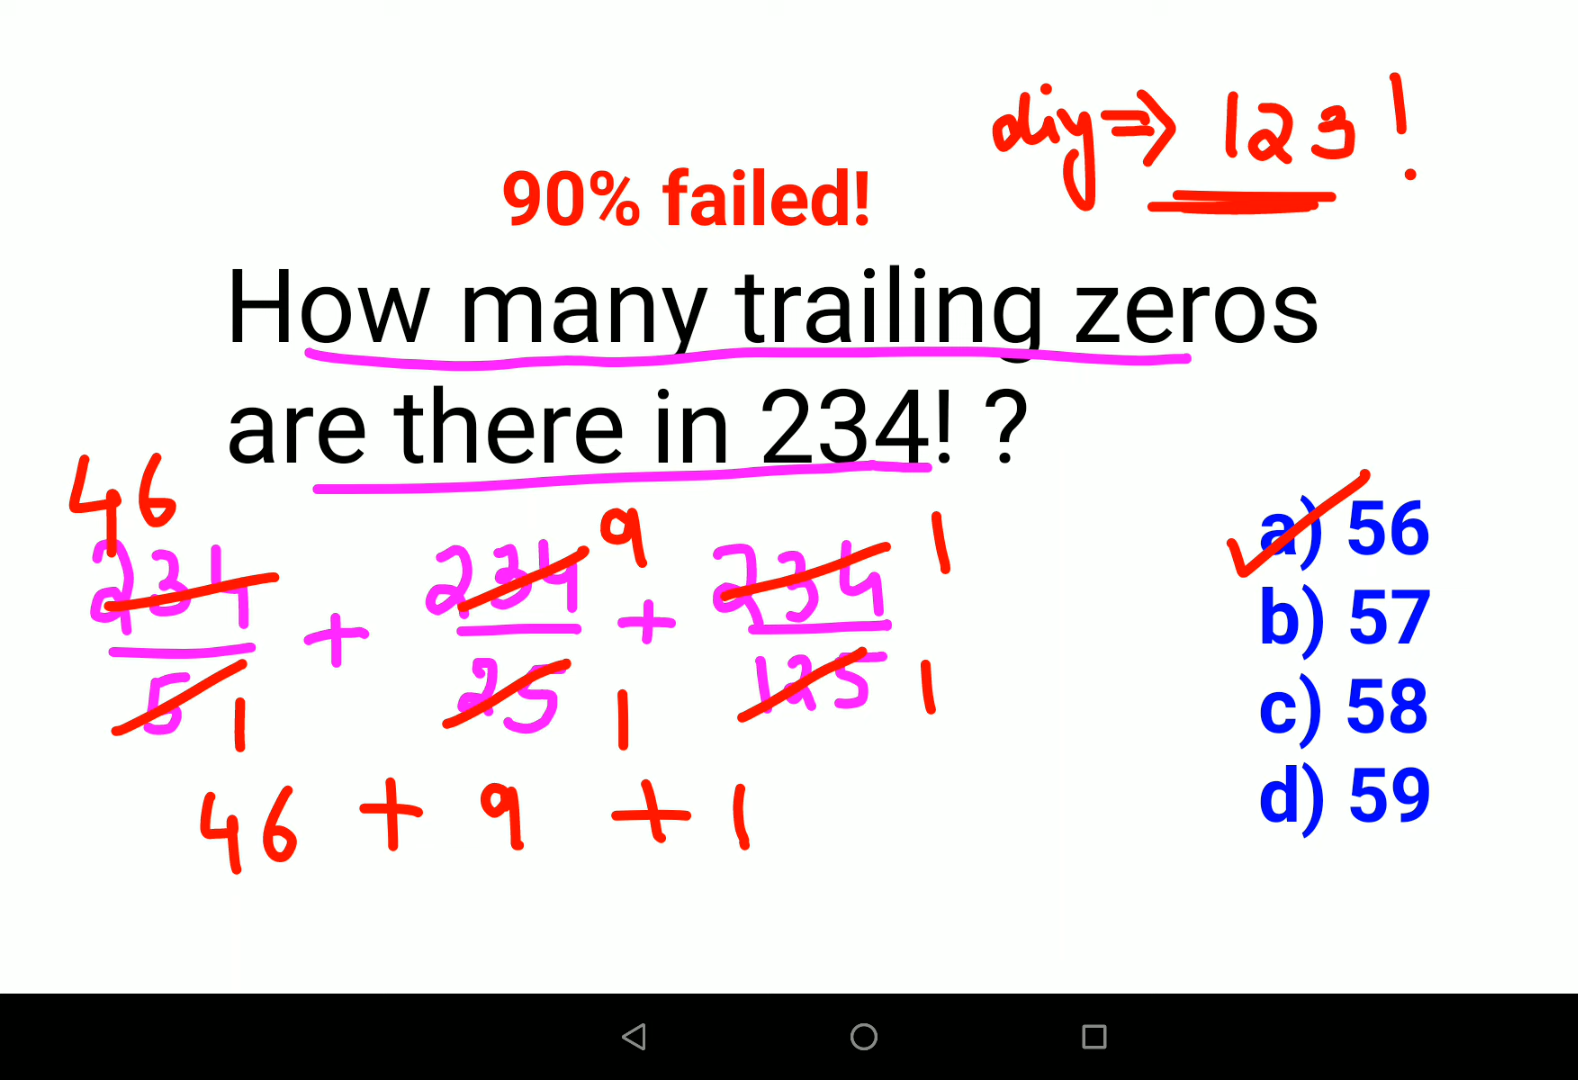 diy⇒ 123!
90% failed!
How many trailing zeros
are there in 234! ?
46 9 1
234 + 234 + 234
5 25 125
1 1 1
46 + 9 + 1
a) 56
b) 57
c) 58
d) 59